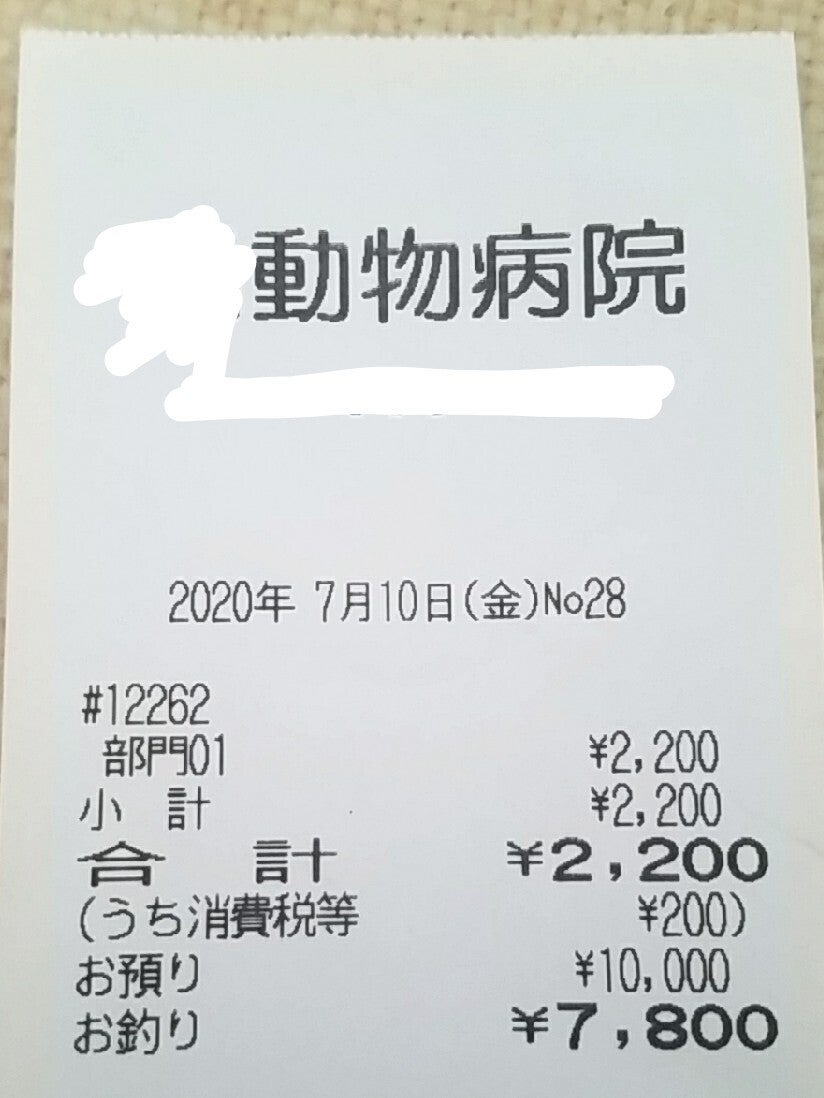 動物病院
2020年 7月10日(金)No28
#12262
部門01 ¥2,200
小 計 ¥2,200
合 計 ¥2,200
(うち消費税等 ¥200)
お預り ¥10,000
お釣り ¥7,800